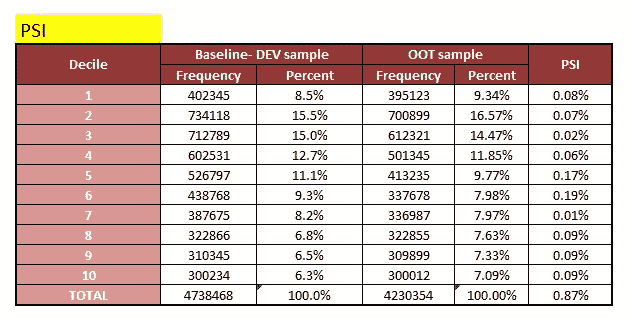 PSI
Decile Baseline- DEV sample OOT sample PSI
Frequency Percent Frequency Percent
1 402345 8.5% 395123 9.34% 0.08%
2 734118 15.5% 700899 16.57% 0.07%
3 712789 15.0% 612321 14.47% 0.02%
4 602531 12.7% 501345 11.85% 0.06%
5 526797 11.1% 413235 9.77% 0.17%
6 438768 9.3% 337678 7.98% 0.19%
7 387675 8.2% 336987 7.97% 0.01%
8 322866 6.8% 322855 7.63% 0.09%
9 310345 6.5% 309899 7.33% 0.09%
10 300234 6.3% 300012 7.09% 0.09%
TOTAL 4738468 100.0% 4230354 100.00% 0.87%